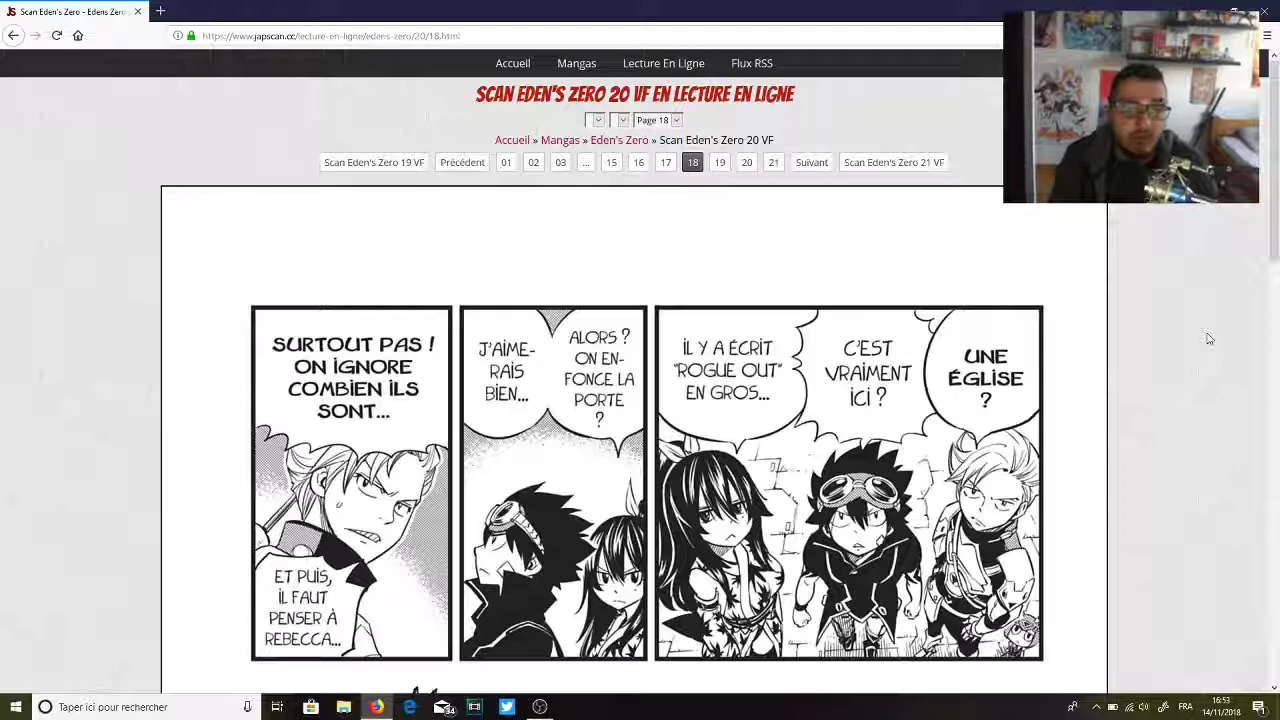 Scan Eden's Zero - Edens Zero
https://www.japscan.cc/lecture-en-ligne/edens-zero/20/18.html
Accueil Mangas Lecture En Ligne Flux RSS
SCAN EDEN'S ZERO 20 VF EN LECTURE EN LIGNE
Page 18
Accueil » Mangas » Eden's Zero » Scan Eden's Zero 20 VF
Scan Eden's Zero 19 VF Précédent 01 02 03 ... 15 16 17 18 19 20 21 Suivant Scan Eden's Zero 21 VF
UNE
ÉGLISE
?
C'EST
VRAIMENT
ICI ?
IL Y A ÉCRIT
"ROGUE OUT"
EN GROS...
ALORS ?
ON EN-
FONCE LA
PORTE
?
J'AIME-
RAIS
BIEN...
SURTOUT PAS !
ON IGNORE
COMBIEN ILS
SONT...
ET PUIS,
IL FAUT
PENSER À
REBECCA...
Taper ici pour rechercher
34
FR
16:53
14/11/2018